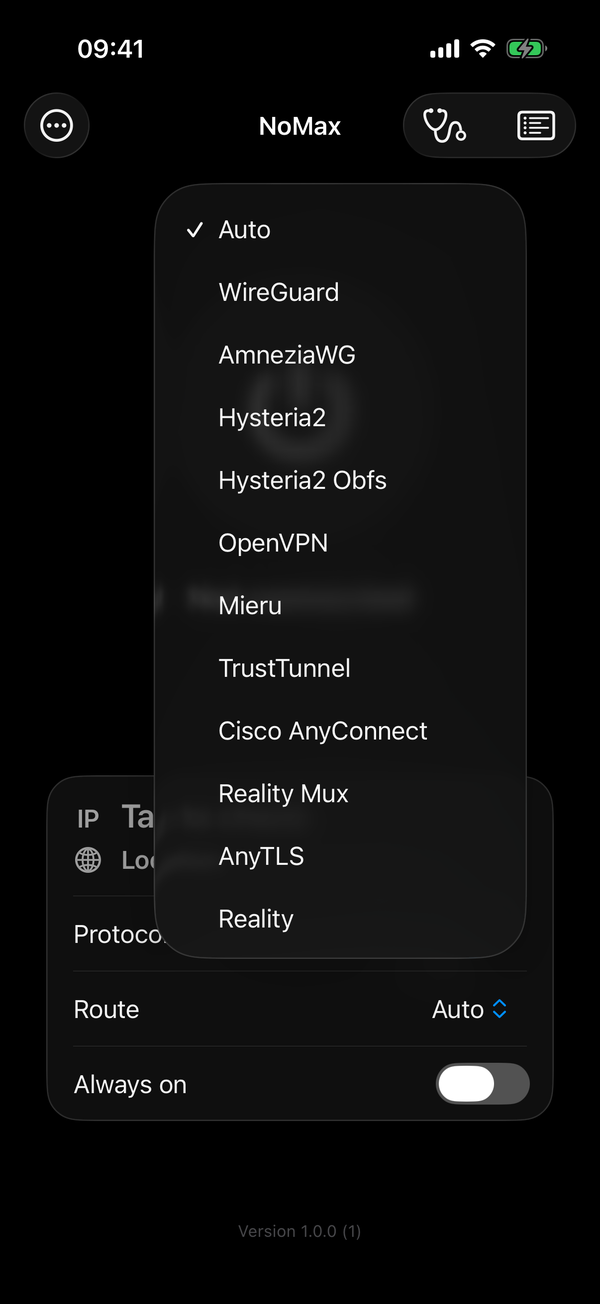 09:41
NoMax
Auto
WireGuard
AmneziaWG
Hysteria2
Hysteria2 Obfs
OpenVPN
Mieru
TrustTunnel
Cisco AnyConnect
Reality Mux
AnyTLS
Reality
IP
Route Auto
Always on
Version 1.0.0 (1)